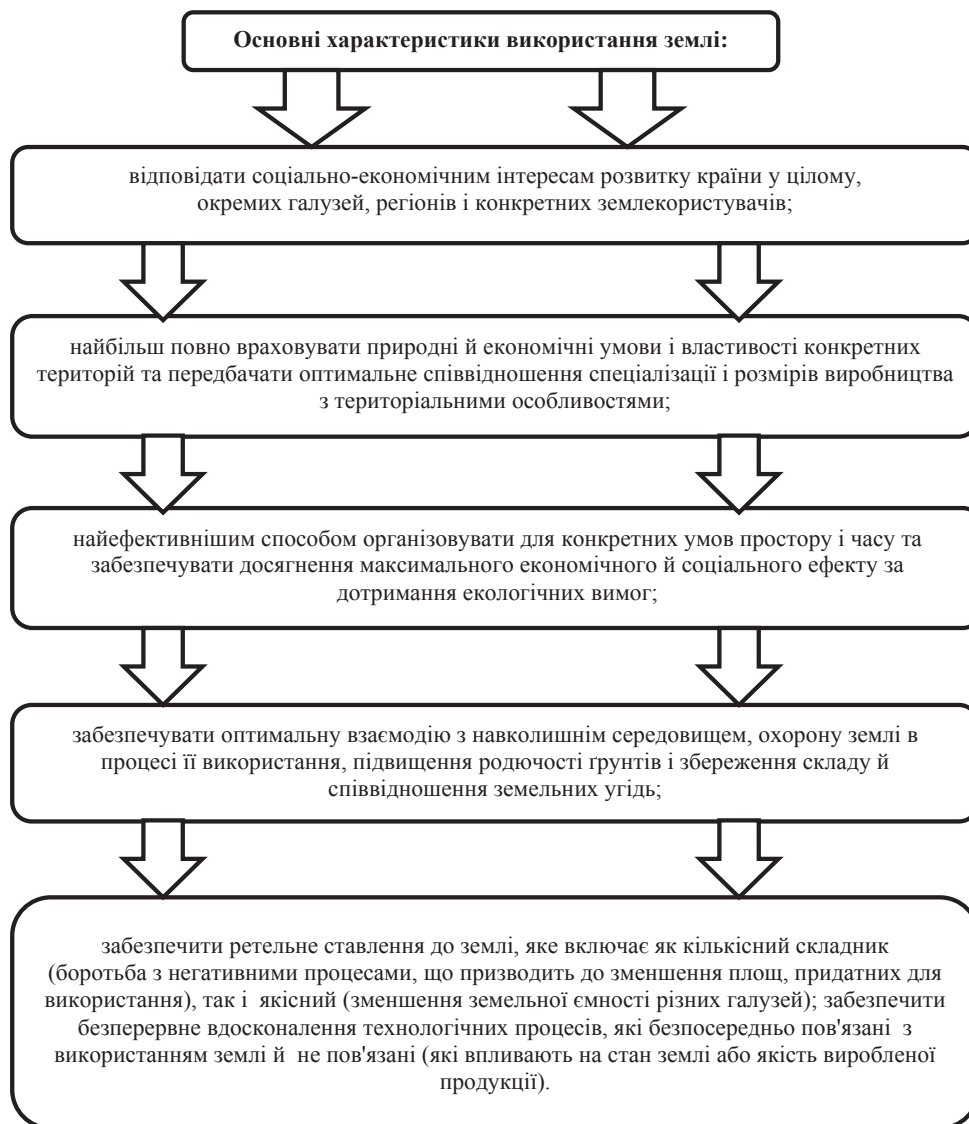 Основні характеристики використання землі:
відповідати соціально-економічним інтересам розвитку країни у цілому,
окремих галузей, регіонів і конкретних землекористувачів;
найбільш повно враховувати природні й економічні умови і властивості конкретних
територій та передбачати оптимальне співвідношення спеціалізації і розмірів виробництва
з територіальними особливостями;
найефективнішим способом організовувати для конкретних умов простору і часу та
забезпечувати досягнення максимального економічного й соціального ефекту за
дотримання екологічних вимог;
забезпечувати оптимальну взаємодію з навколишнім середовищем, охорону землі в
процесі її використання, підвищення родючості ґрунтів і збереження складу й
співвідношення земельних угідь;
забезпечити ретельне ставлення до землі, яке включає як кількісний складник
(боротьба з негативними процесами, що призводить до зменшення площ, придатних для
використання), так і якісний (зменшення земельної ємності різних галузей); забезпечити
безперервне вдосконалення технологічних процесів, які безпосередньо пов'язані з
використанням землі й не пов'язані (які впливають на стан землі або якість виробленої
продукції).